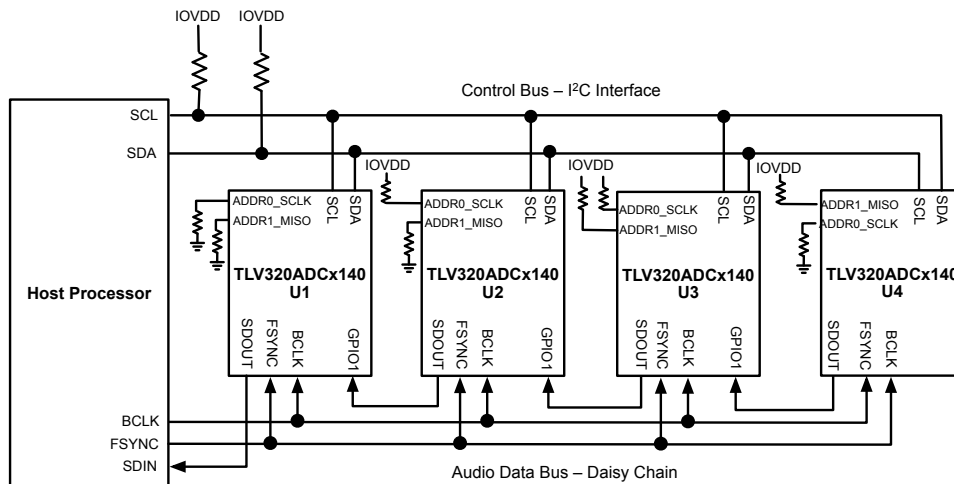 IOVDD IOVDD
Control Bus – I²C Interface
SCL
SDA
IOVDD
IOVDD IOVDD
IOVDD
ADDR0_SCLK
ADDR1_MISO
SCL
SDA
TLV320ADCx140
U1
SDOUT
FSYNC
BCLK
GPIO1
ADDR0_SCLK
ADDR1_MISO
SCL
SDA
TLV320ADCx140
U2
SDOUT
FSYNC
BCLK
GPIO1
ADDR0_SCLK
ADDR1_MISO
SCL
SDA
TLV320ADCx140
U3
SDOUT
FSYNC
BCLK
GPIO1
ADDR1_MISO
ADDR0_SCLK
SCL
SDA
TLV320ADCx140
U4
SDOUT
FSYNC
BCLK
Host Processor
BCLK
FSYNC
SDIN
Audio Data Bus – Daisy Chain